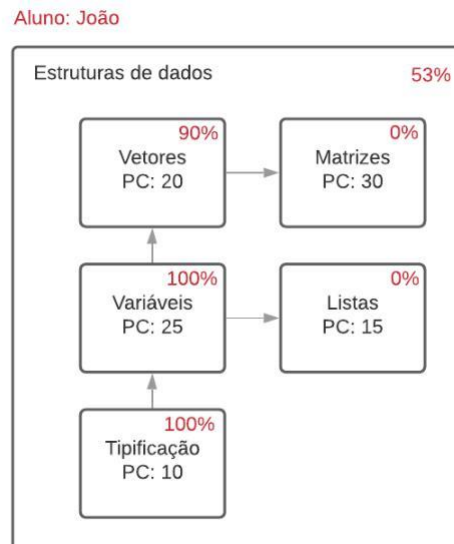 Aluno: João
Estruturas de dados 53%
90% 0%
Vetores Matrizes
PC: 20 PC: 30
100% 0%
Variáveis Listas
PC: 25 PC: 15
100%
Tipificação
PC: 10